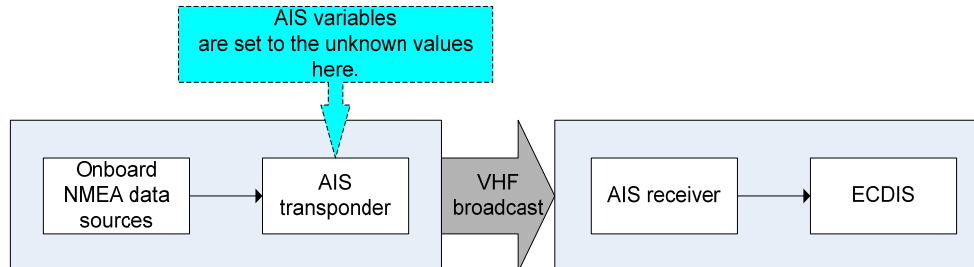 AIS variables
are set to the unknown values
here.
Onboard
NMEA data
sources
AIS
transponder
VHF
broadcast
AIS receiver
ECDIS